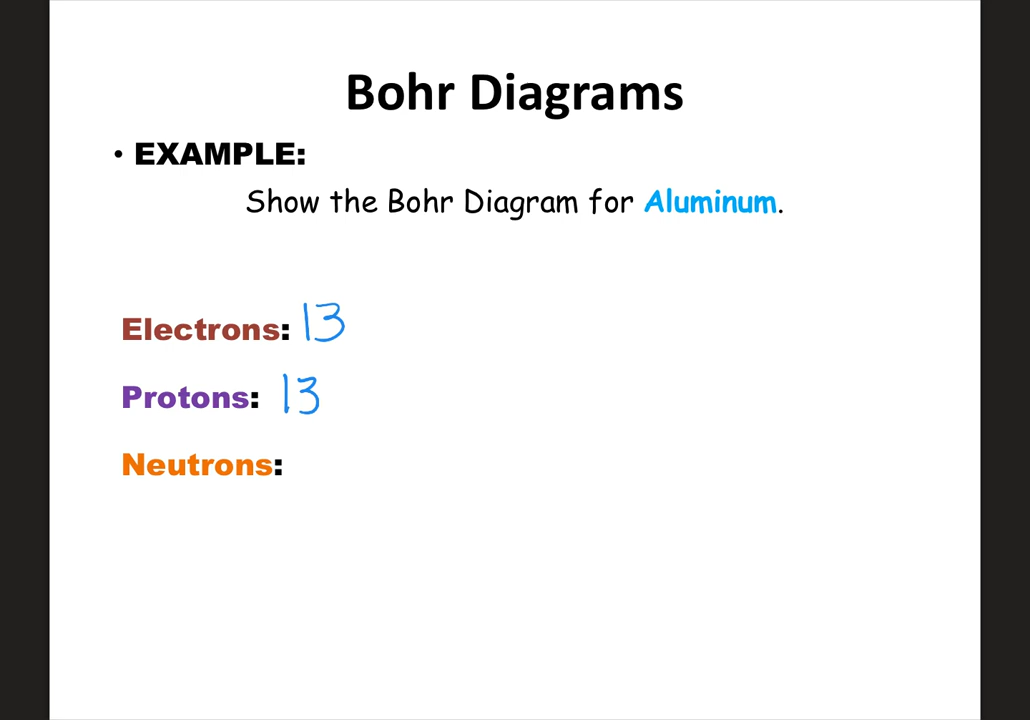 Bohr Diagrams
• EXAMPLE:
Show the Bohr Diagram for Aluminum.
Electrons: 13
Protons: 13
Neutrons: